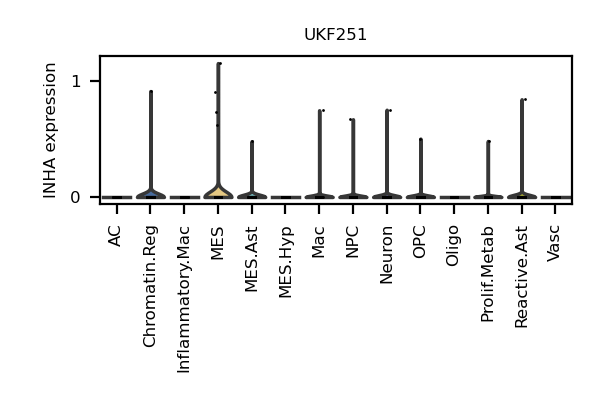 UKF251
INHA expression
1
0
AC
Chromatin.Reg
Inflammatory.Mac
MES
MES.Ast
MES.Hyp
Mac
NPC
Neuron
OPC
Oligo
Prolif.Metab
Reactive.Ast
Vasc